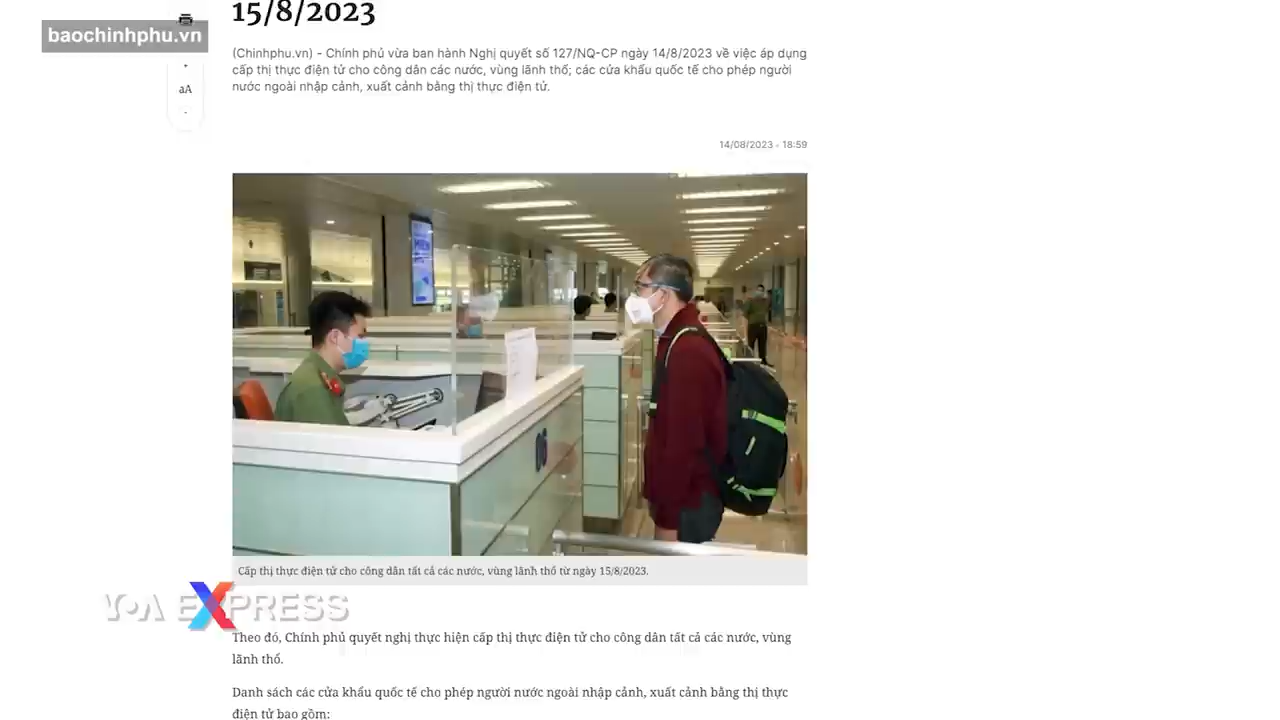 15/8/2023
baochinhphu.vn
(Chinhphu.vn) - Chính phủ vừa ban hành Nghị quyết số 127/NQ-CP ngày 14/8/2023 về việc áp dụng
cấp thị thực điện tử cho công dân các nước, vùng lãnh thổ; các cửa khẩu quốc tế cho phép người
nước ngoài nhập cảnh, xuất cảnh bằng thị thực điện tử.
aA
14/08/2023 - 18:59
06
Cấp thị thực điện tử cho công dân tất cả các nước, vùng lãnh thổ từ ngày 15/8/2023.
VOA EXPRESS
Theo đó, Chính phủ quyết nghị thực hiện cấp thị thực điện tử cho công dân tất cả các nước, vùng
lãnh thổ.
Danh sách các cửa khẩu quốc tế cho phép người nước ngoài nhập cảnh, xuất cảnh bằng thị thực
điện tử bao gồm: